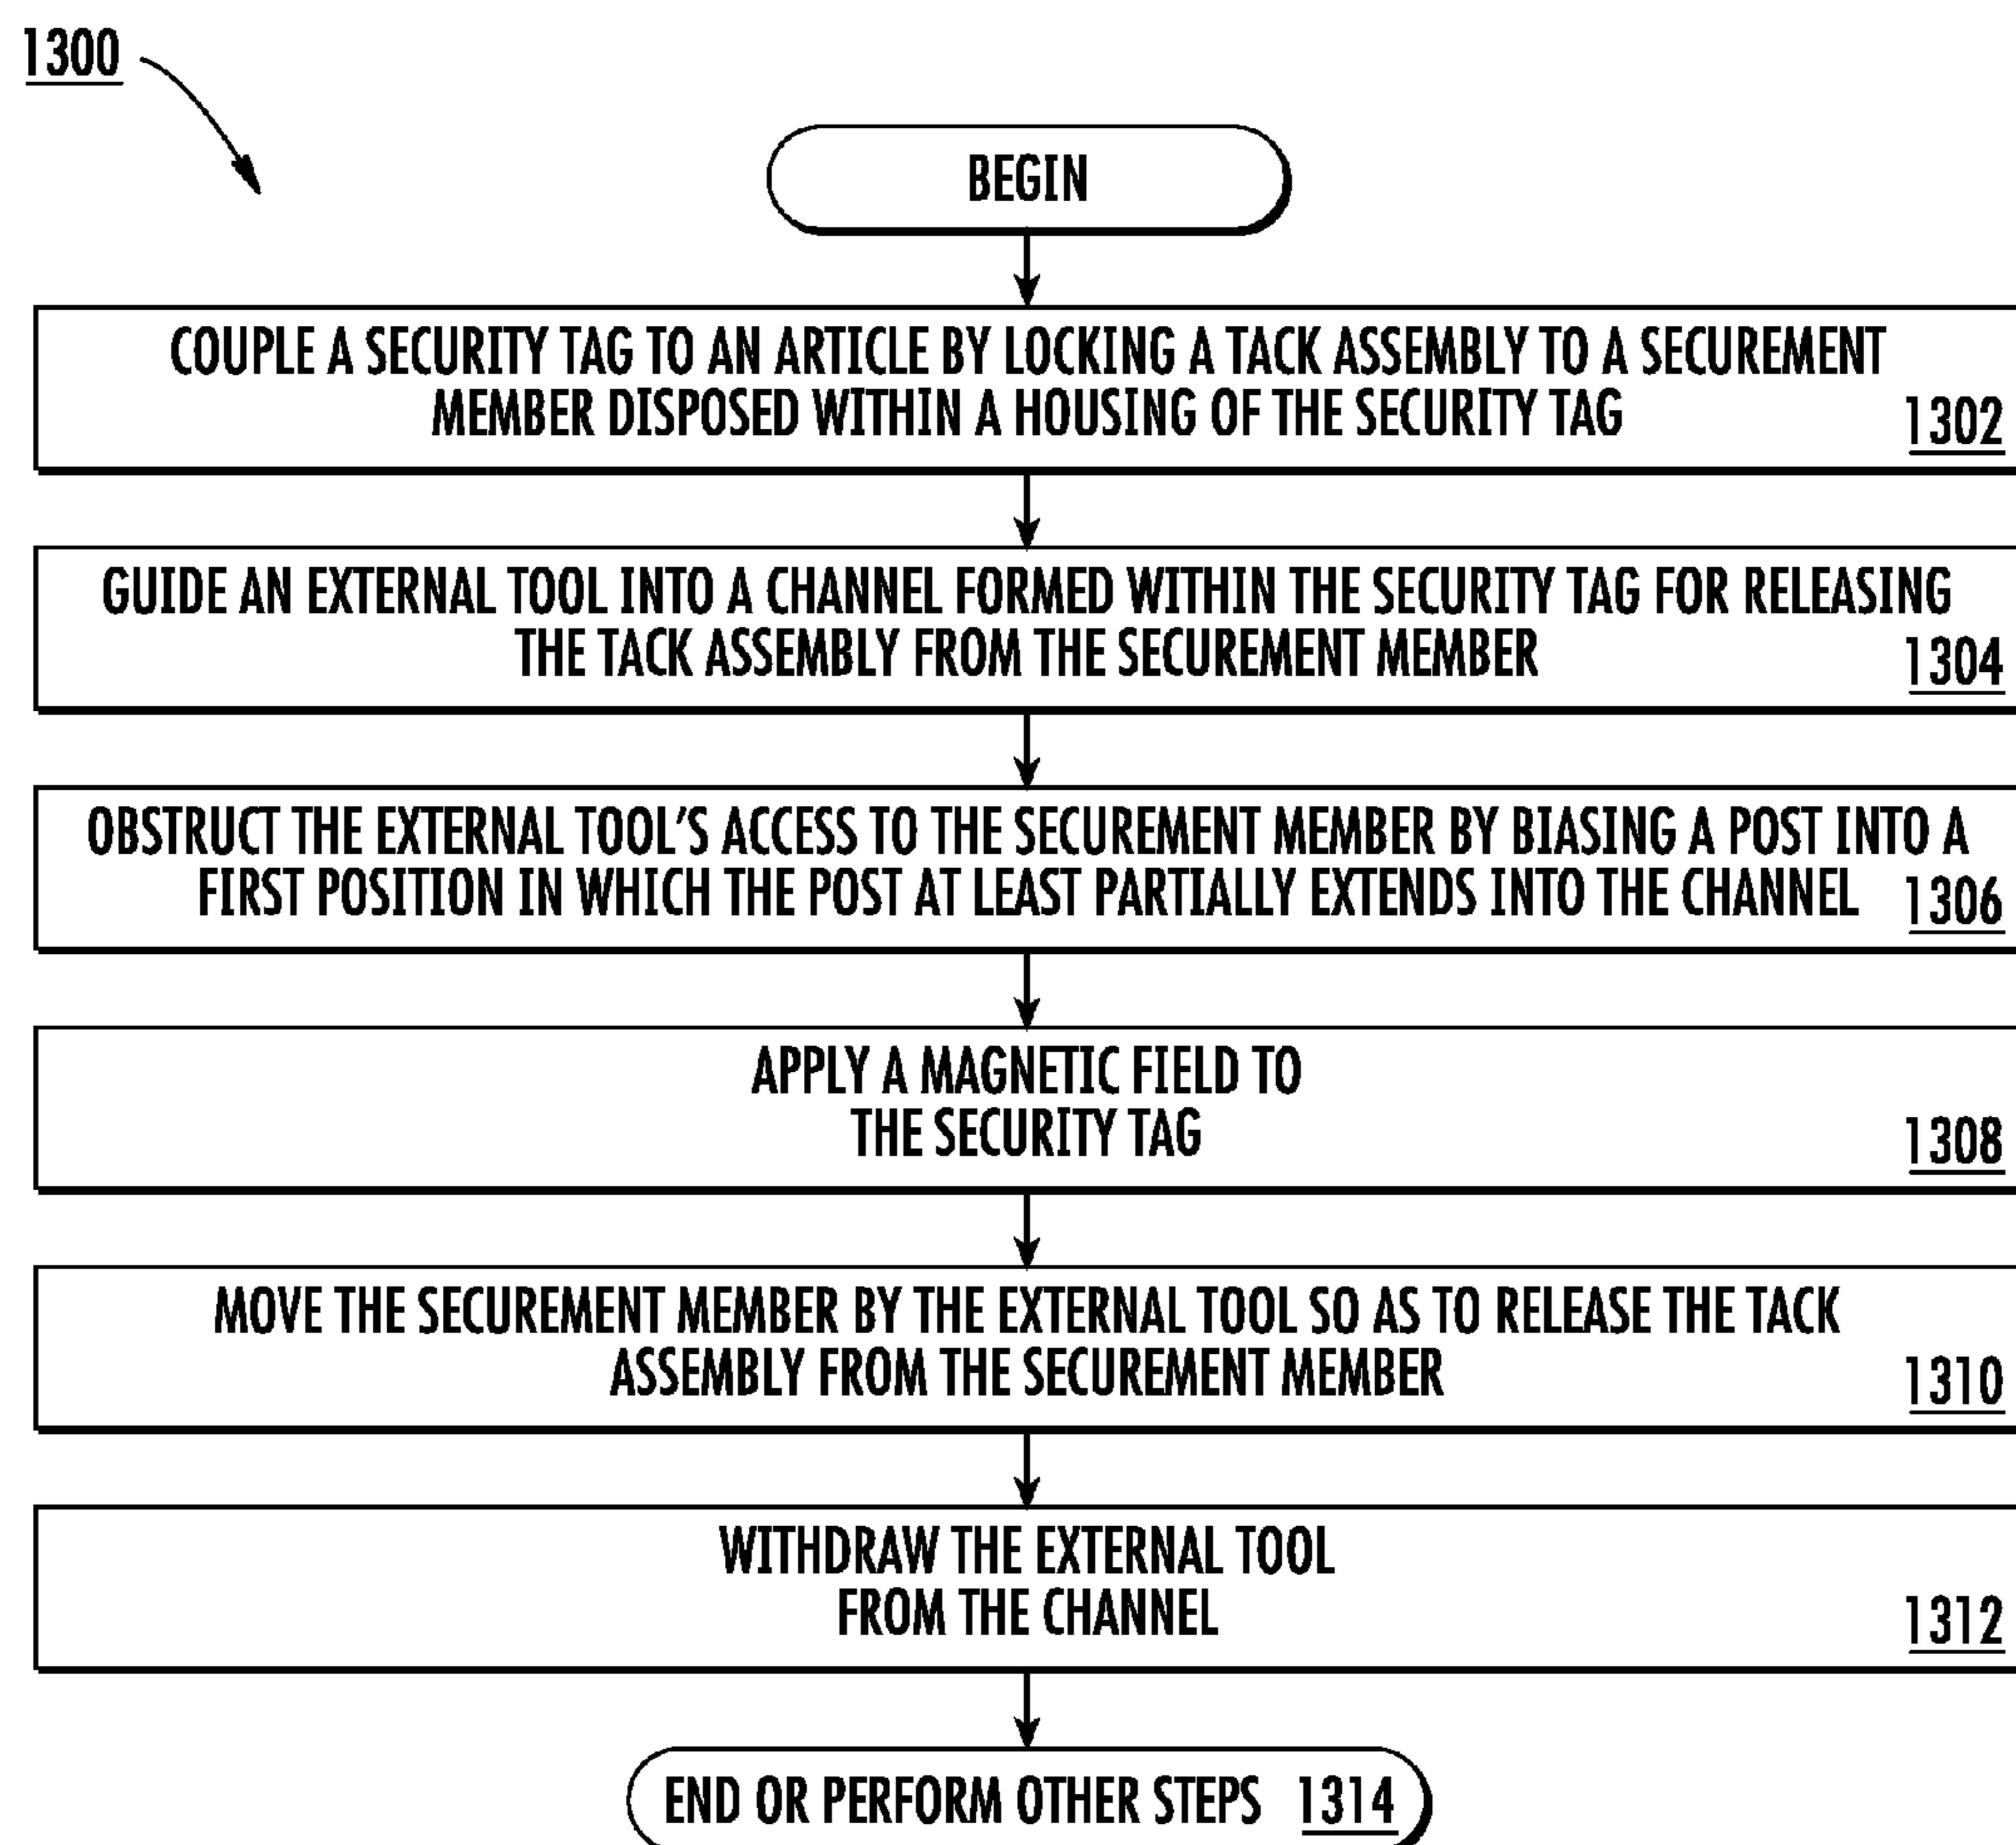 1300
BEGIN
COUPLE A SECURITY TAG TO AN ARTICLE BY LOCKING A TACK ASSEMBLY TO A SECUREMENT
MEMBER DISPOSED WITHIN A HOUSING OF THE SECURITY TAG
1302
GUIDE AN EXTERNAL TOOL INTO A CHANNEL FORMED WITHIN THE SECURITY TAG FOR RELEASING
THE TACK ASSEMBLY FROM THE SECUREMENT MEMBER
1304
OBSTRUCT THE EXTERNAL TOOL'S ACCESS TO THE SECUREMENT MEMBER BY BIASING A POST INTO A
FIRST POSITION IN WHICH THE POST AT LEAST PARTIALLY EXTENDS INTO THE CHANNEL
1306
APPLY A MAGNETIC FIELD TO
THE SECURITY TAG
1308
MOVE THE SECUREMENT MEMBER BY THE EXTERNAL TOOL SO AS TO RELEASE THE TACK
ASSEMBLY FROM THE SECUREMENT MEMBER
1310
WITHDRAW THE EXTERNAL TOOL
FROM THE CHANNEL
1312
END OR PERFORM OTHER STEPS 1314